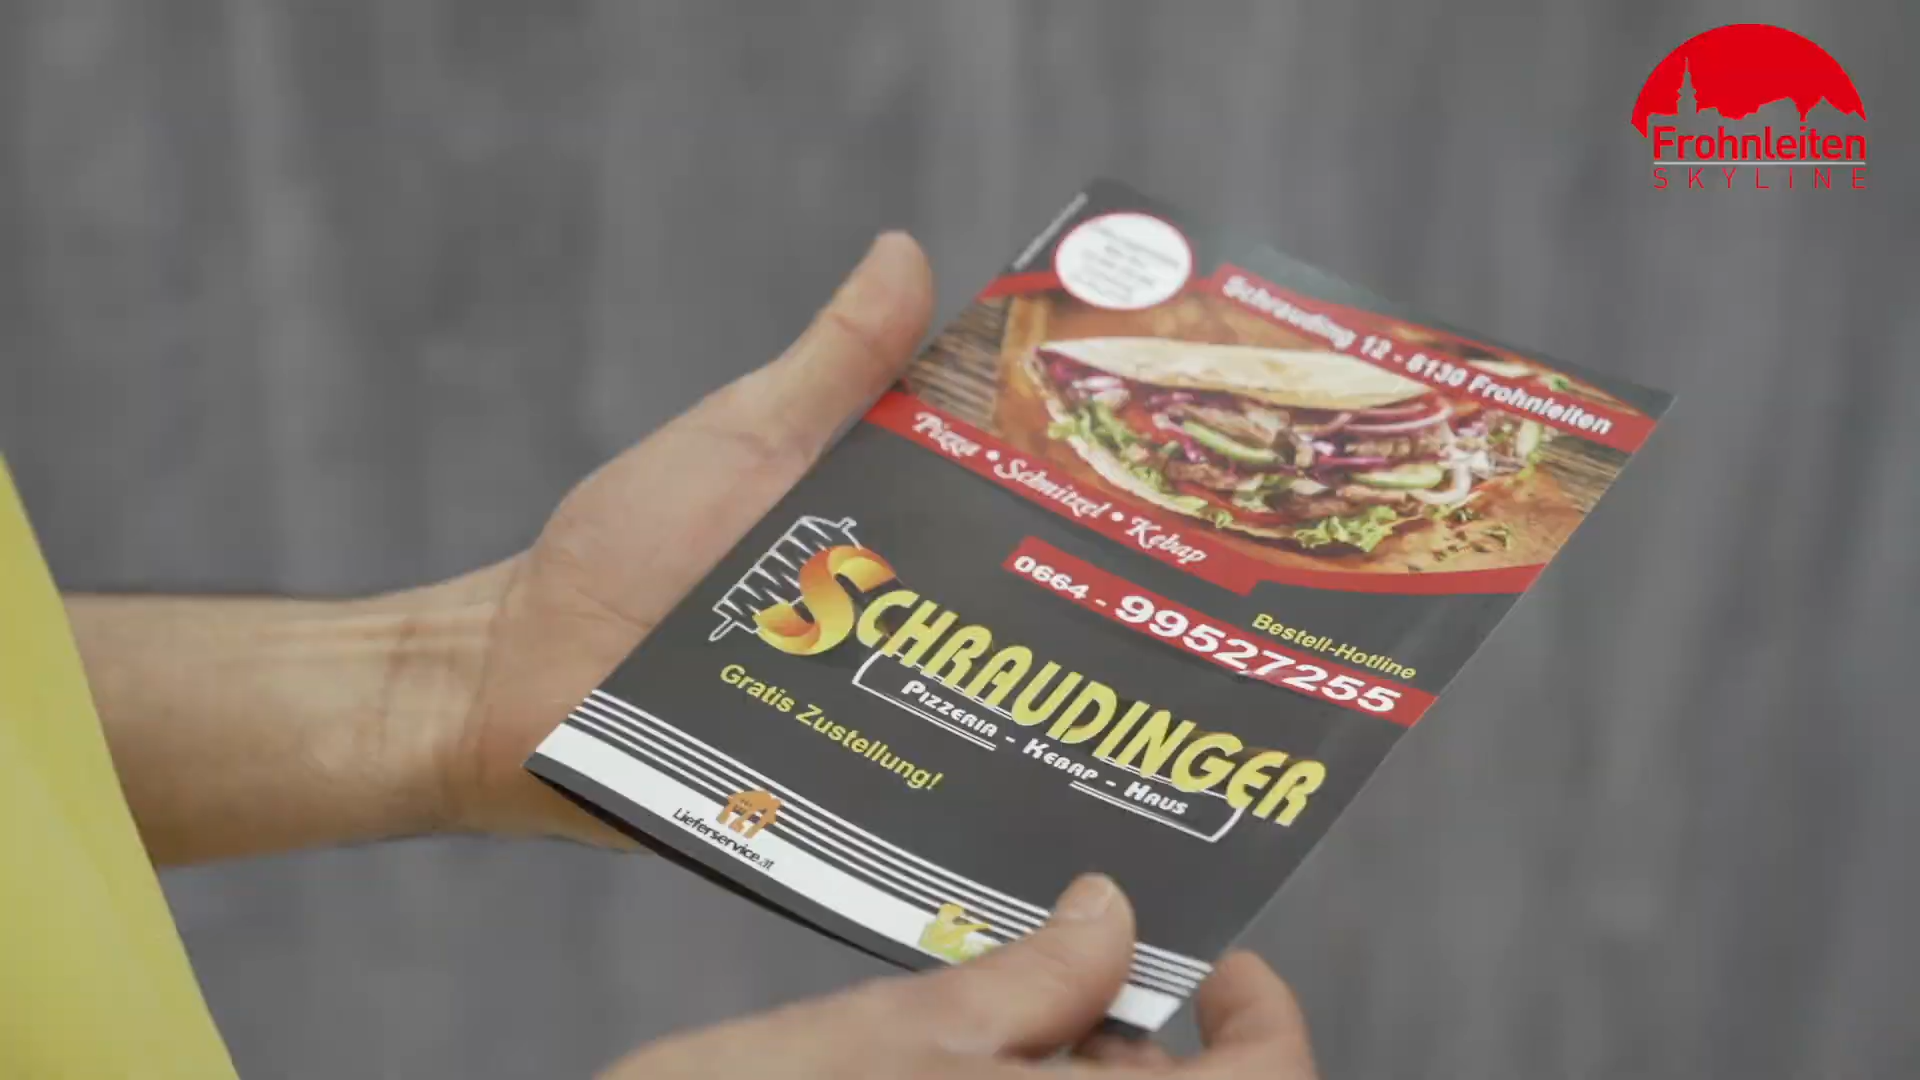 Frohnleiten
SKYLINE
Schrauding 12 - 8130 Frohnleiten
Pizza • Schnitzel • Kebap
Bestell-Hotline
0664 - 99527255
SCHRAUDINGER
PIZZERIA - KEBAP - HAUS
Gratis Zustellung!
Lieferservice.at